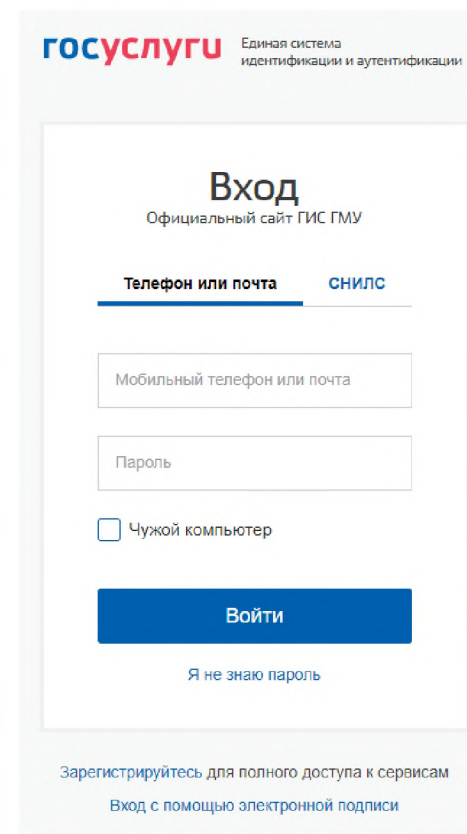 госуслуги
Единая система
идентификации и аутентификации
Вход
Официальный сайт ГИС ГМУ
Телефон или почта СНИЛС
Мобильный телефон или почта
Пароль
Чужой компьютер
Войти
Я не знаю пароль
Зарегистрируйтесь для полного доступа к сервисам
Вход с помощью электронной подписи